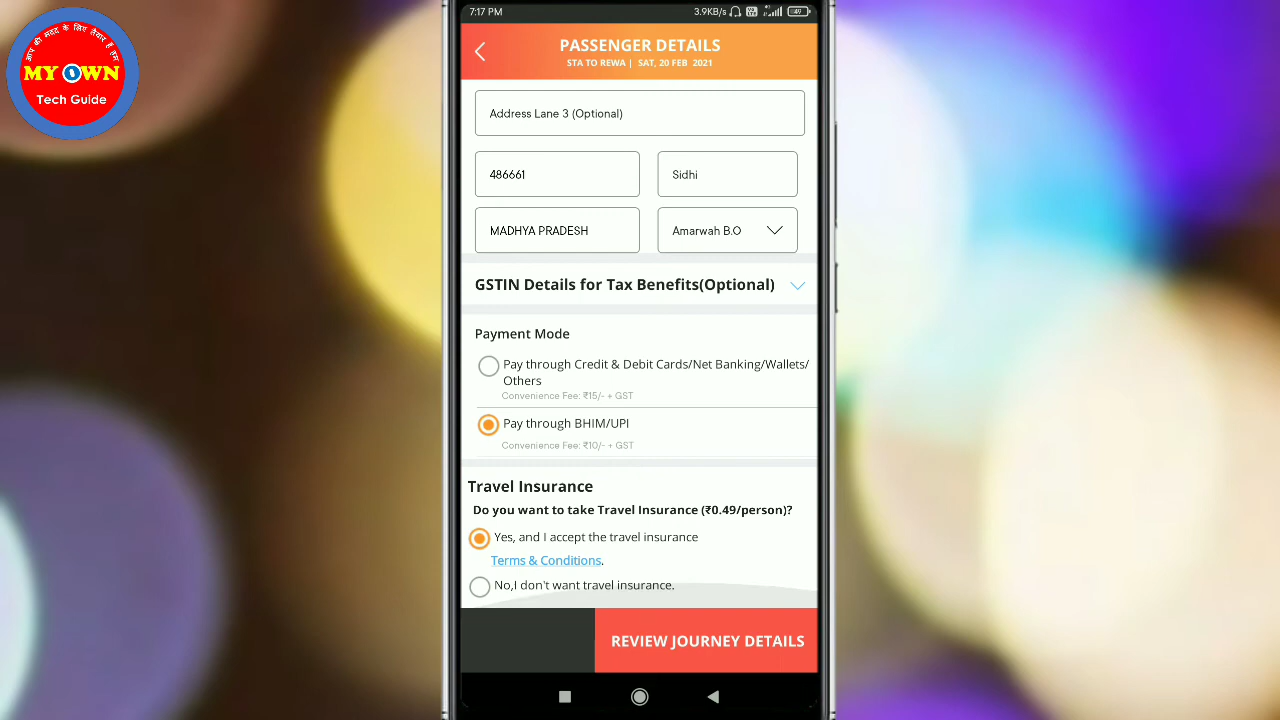 आप की मदद के लिए तैयार हैं हम
MY OWN
Tech Guide
7:17 PM
3.9KB/s
49
PASSENGER DETAILS
STA TO REWA | SAT, 20 FEB 2021
Address Lane 3 (Optional)
486661
Sidhi
MADHYA PRADESH
Amarwah B.O
GSTIN Details for Tax Benefits(Optional)
Payment Mode
Pay through Credit & Debit Cards/Net Banking/Wallets/
Others
Convenience Fee: ₹15/- + GST
Pay through BHIM/UPI
Convenience Fee: ₹10/- + GST
Travel Insurance
Do you want to take Travel Insurance (₹0.49/person)?
Yes, and I accept the travel insurance
Terms & Conditions.
No,I don't want travel insurance.
REVIEW JOURNEY DETAILS